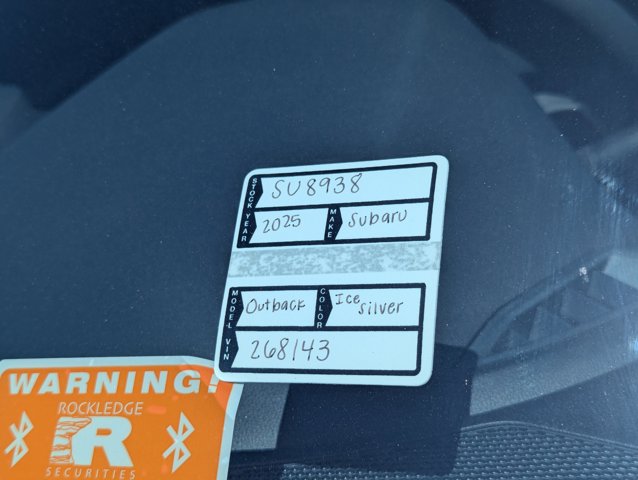 STOCK SU8938
YEAR 2025 MAKE Subaru
MODEL Outback COLOR Ice Silver
VIN 268143
WARNING!
ROCKLEDGE
R
SECURITIES